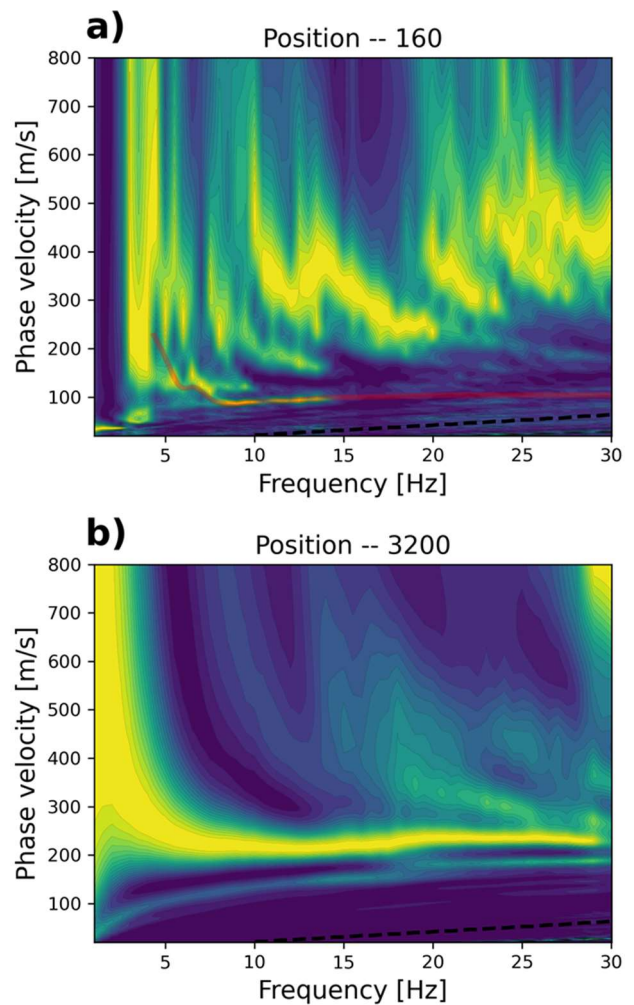 a)
Position -- 160
800
700
600
500
400
300
200
100
Phase velocity [m/s]
5 10 15 20 25 30
Frequency [Hz]
b)
Position -- 3200
800
700
600
500
400
300
200
100
Phase velocity [m/s]
5 10 15 20 25 30
Frequency [Hz]